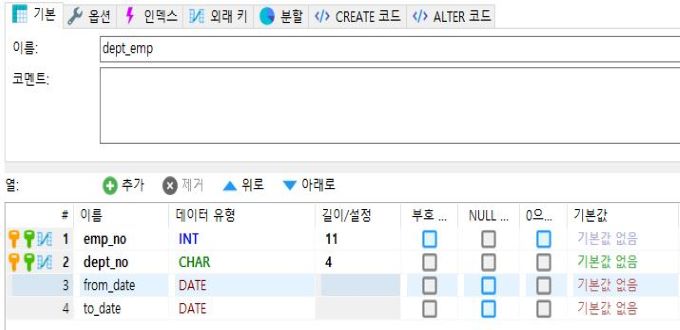 기본 옵션 인덱스 외래 키 분할 </> CREATE 코드 </> ALTER 코드
이름: dept_emp
코멘트:
열: 추가 제거 위로 아래로
# 이름 데이터 유형 길이/설정 부호 ... NULL ... 0으... 기본값
1 emp_no INT 11 기본값 없음
2 dept_no CHAR 4 기본값 없음
3 from_date DATE 기본값 없음
4 to_date DATE 기본값 없음